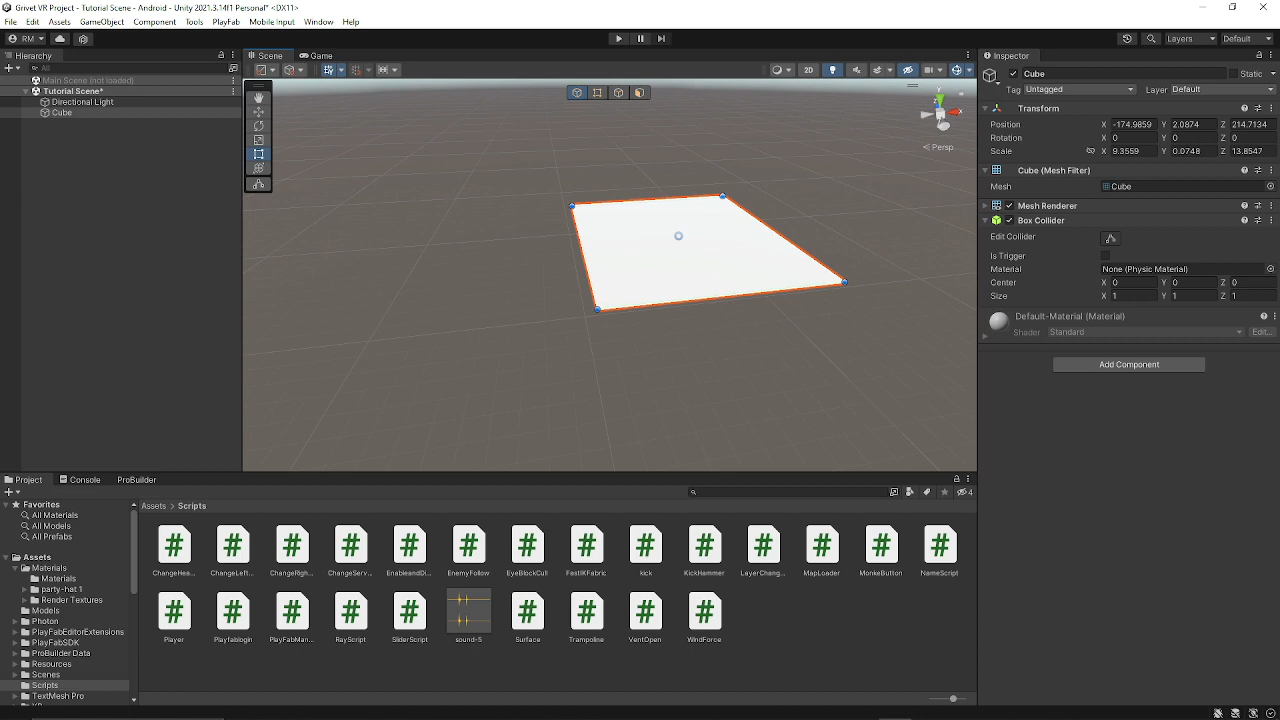 Grivet VR Project - Tutorial Scene - Android - Unity 2021.3.14f1 Personal* <DX11>
File Edit Assets GameObject Component Tools PlayFab Mobile Input Window Help
RM Layers Default
Hierarchy
All
Main Scene (not loaded)
Tutorial Scene*
Directional Light
Cube
Scene Game
2D
y
z
x
< Persp
Inspector
Cube Static
Tag Untagged Layer Default
Transform
Position X -174.9859 Y 2.0874 Z 214.7134
Rotation X 0 Y 0 Z 0
Scale X 9.3559 Y 0.0748 Z 13.8547
Cube (Mesh Filter)
Mesh Cube
Mesh Renderer
Box Collider
Edit Collider
Is Trigger
Material None (Physic Material)
Center X 0 Y 0 Z 0
Size X 1 Y 1 Z 1
Default-Material (Material)
Shader Standard Edit...
Add Component
Project Console ProBuilder
4
Favorites
All Materials
All Models
All Prefabs
Assets
Materials
Materials
party-hat 1
Render Textures
Models
Photon
PlayFabEditorExtensions
PlayFabSDK
ProBuilder Data
Resources
Scenes
Scripts
TextMesh Pro
Assets > Scripts
ChangeHea... ChangeLeft... ChangeRigh... ChangeServ... EnableandDi... EnemyFollow EyeBlockCull FastIKFabric kick KickHammer LayerChang... MapLoader MonkeButton NameScript
Player Playfablogin PlayFabMan... RayScript SliderScript sound-5 Surface Trampoline VentOpen WindForce